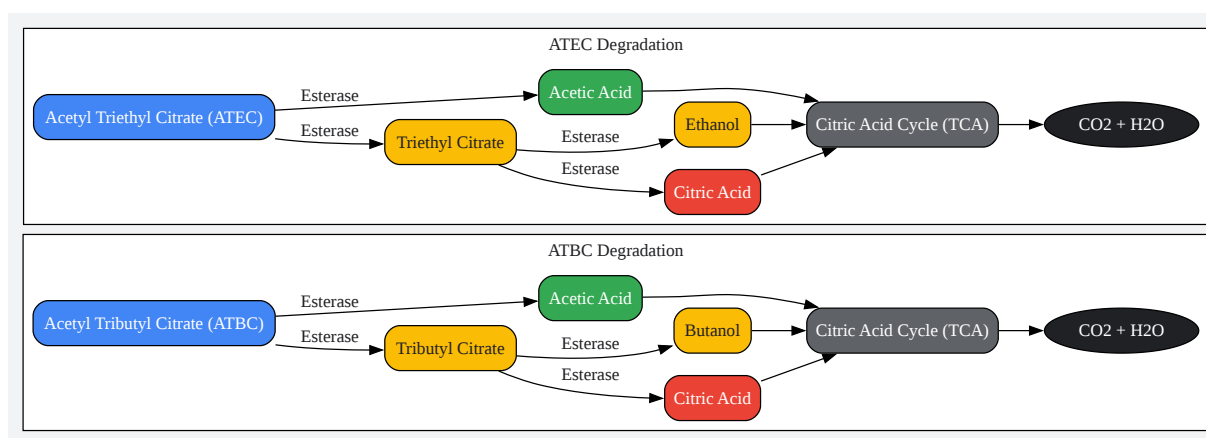 ATEC Degradation
Acetyl Triethyl Citrate (ATEC)
Esterase
Esterase
Acetic Acid
Triethyl Citrate
Esterase
Esterase
Ethanol
Citric Acid
Citric Acid Cycle (TCA)
CO2 + H2O
ATBC Degradation
Acetyl Tributyl Citrate (ATBC)
Esterase
Esterase
Acetic Acid
Tributyl Citrate
Esterase
Esterase
Butanol
Citric Acid
Citric Acid Cycle (TCA)
CO2 + H2O